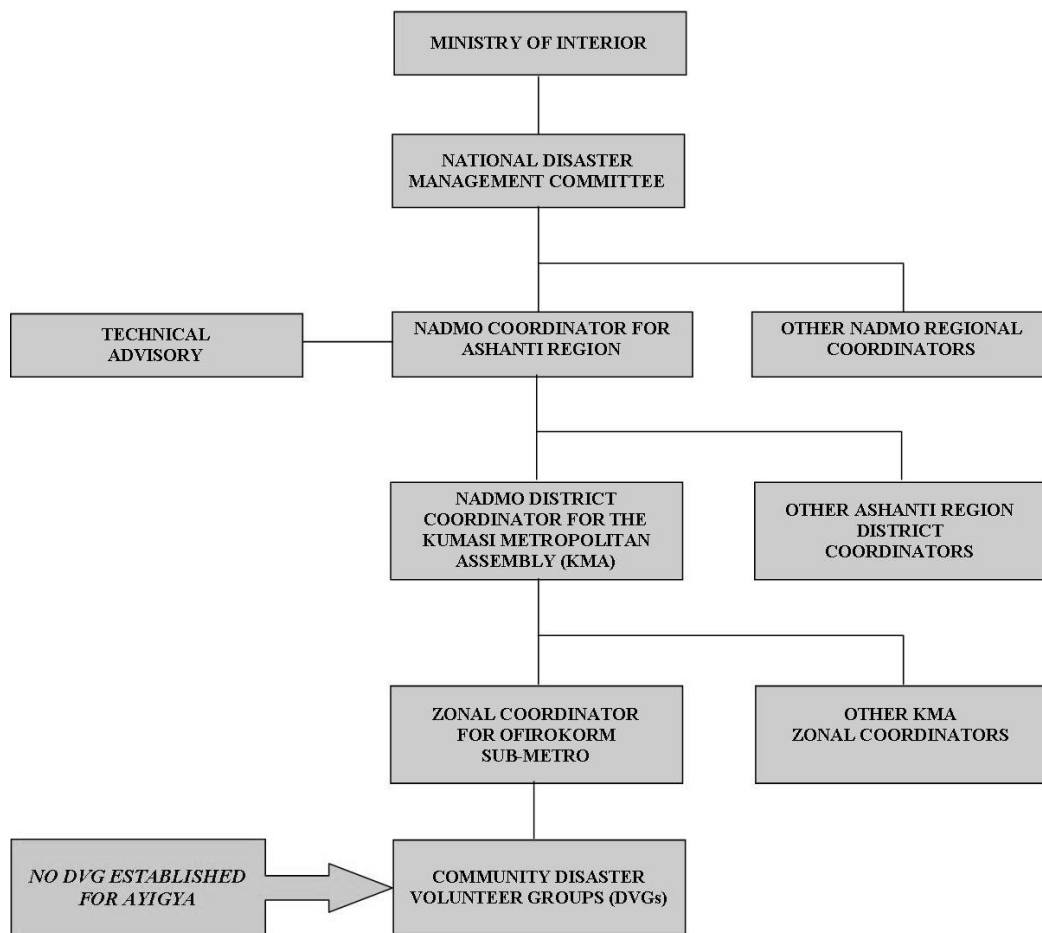 MINISTRY OF INTERIOR
NATIONAL DISASTER
MANAGEMENT COMMITTEE
TECHNICAL
ADVISORY
NADMO COORDINATOR FOR
ASHANTI REGION
OTHER NADMO REGIONAL
COORDINATORS
NADMO DISTRICT
COORDINATOR FOR THE
KUMASI METROPOLITAN
ASSEMBLY (KMA)
OTHER ASHANTI REGION
DISTRICT
COORDINATORS
ZONAL COORDINATOR
FOR OFIROKORM
SUB-METRO
OTHER KMA
ZONAL COORDINATORS
NO DVG ESTABLISHED
FOR AYIGYA
COMMUNITY DISASTER
VOLUNTEER GROUPS (DVGs)